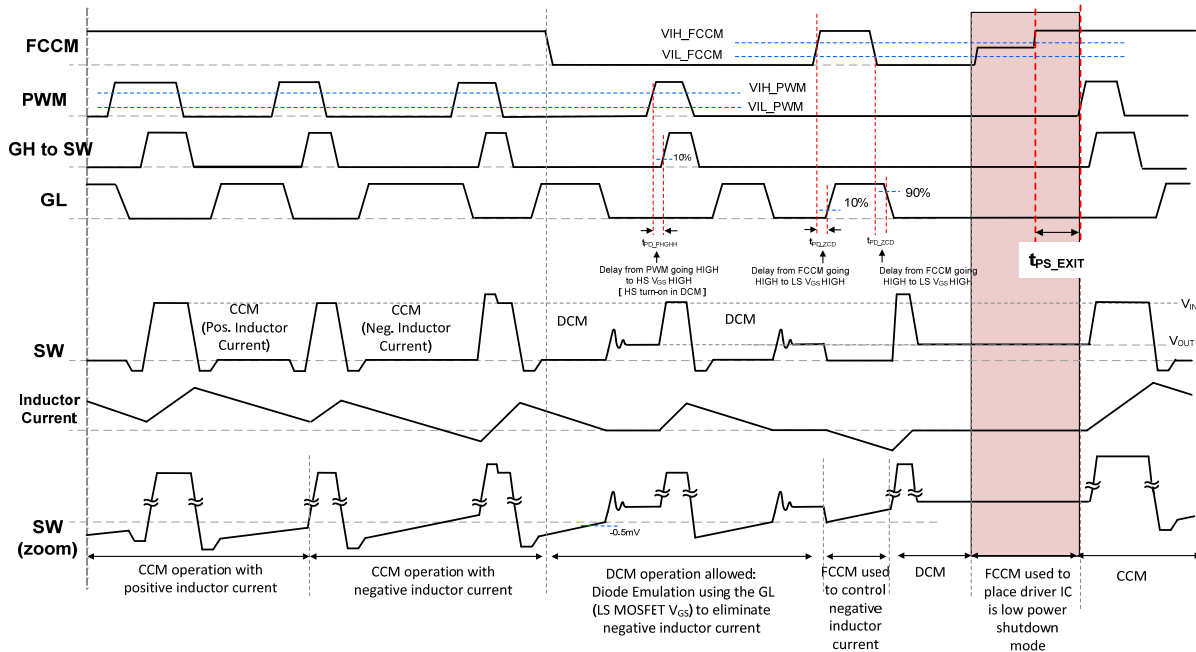 FCCM
VIH_FCCM
VIL_FCCM
PWM
VIH_PWM
VIL_PWM
GH to SW
10%
GL
10%
90%
tPD_PHGHH
tPD_ZCD
tPD_ZCD
tPS_EXIT
Delay from PWM going HIGH
to HS VGS HIGH
[ HS turn-on in DCM ]
Delay from FCCM going
HIGH to LS VGS HIGH
Delay from FCCM going
HIGH to LS VGS HIGH
SW
CCM
(Pos. Inductor
Current)
CCM
(Neg. Inductor
Current)
DCM
DCM
VIN
VOUT
Inductor
Current
SW
(zoom)
-0.5mV
CCM operation with
positive inductor current
CCM operation with
negative inductor current
DCM operation allowed:
Diode Emulation using the GL
(LS MOSFET VGS) to eliminate
negative inductor current
FCCM used
to control
negative
inductor
current
DCM
FCCM used to
place driver IC
is low power
shutdown
mode
CCM